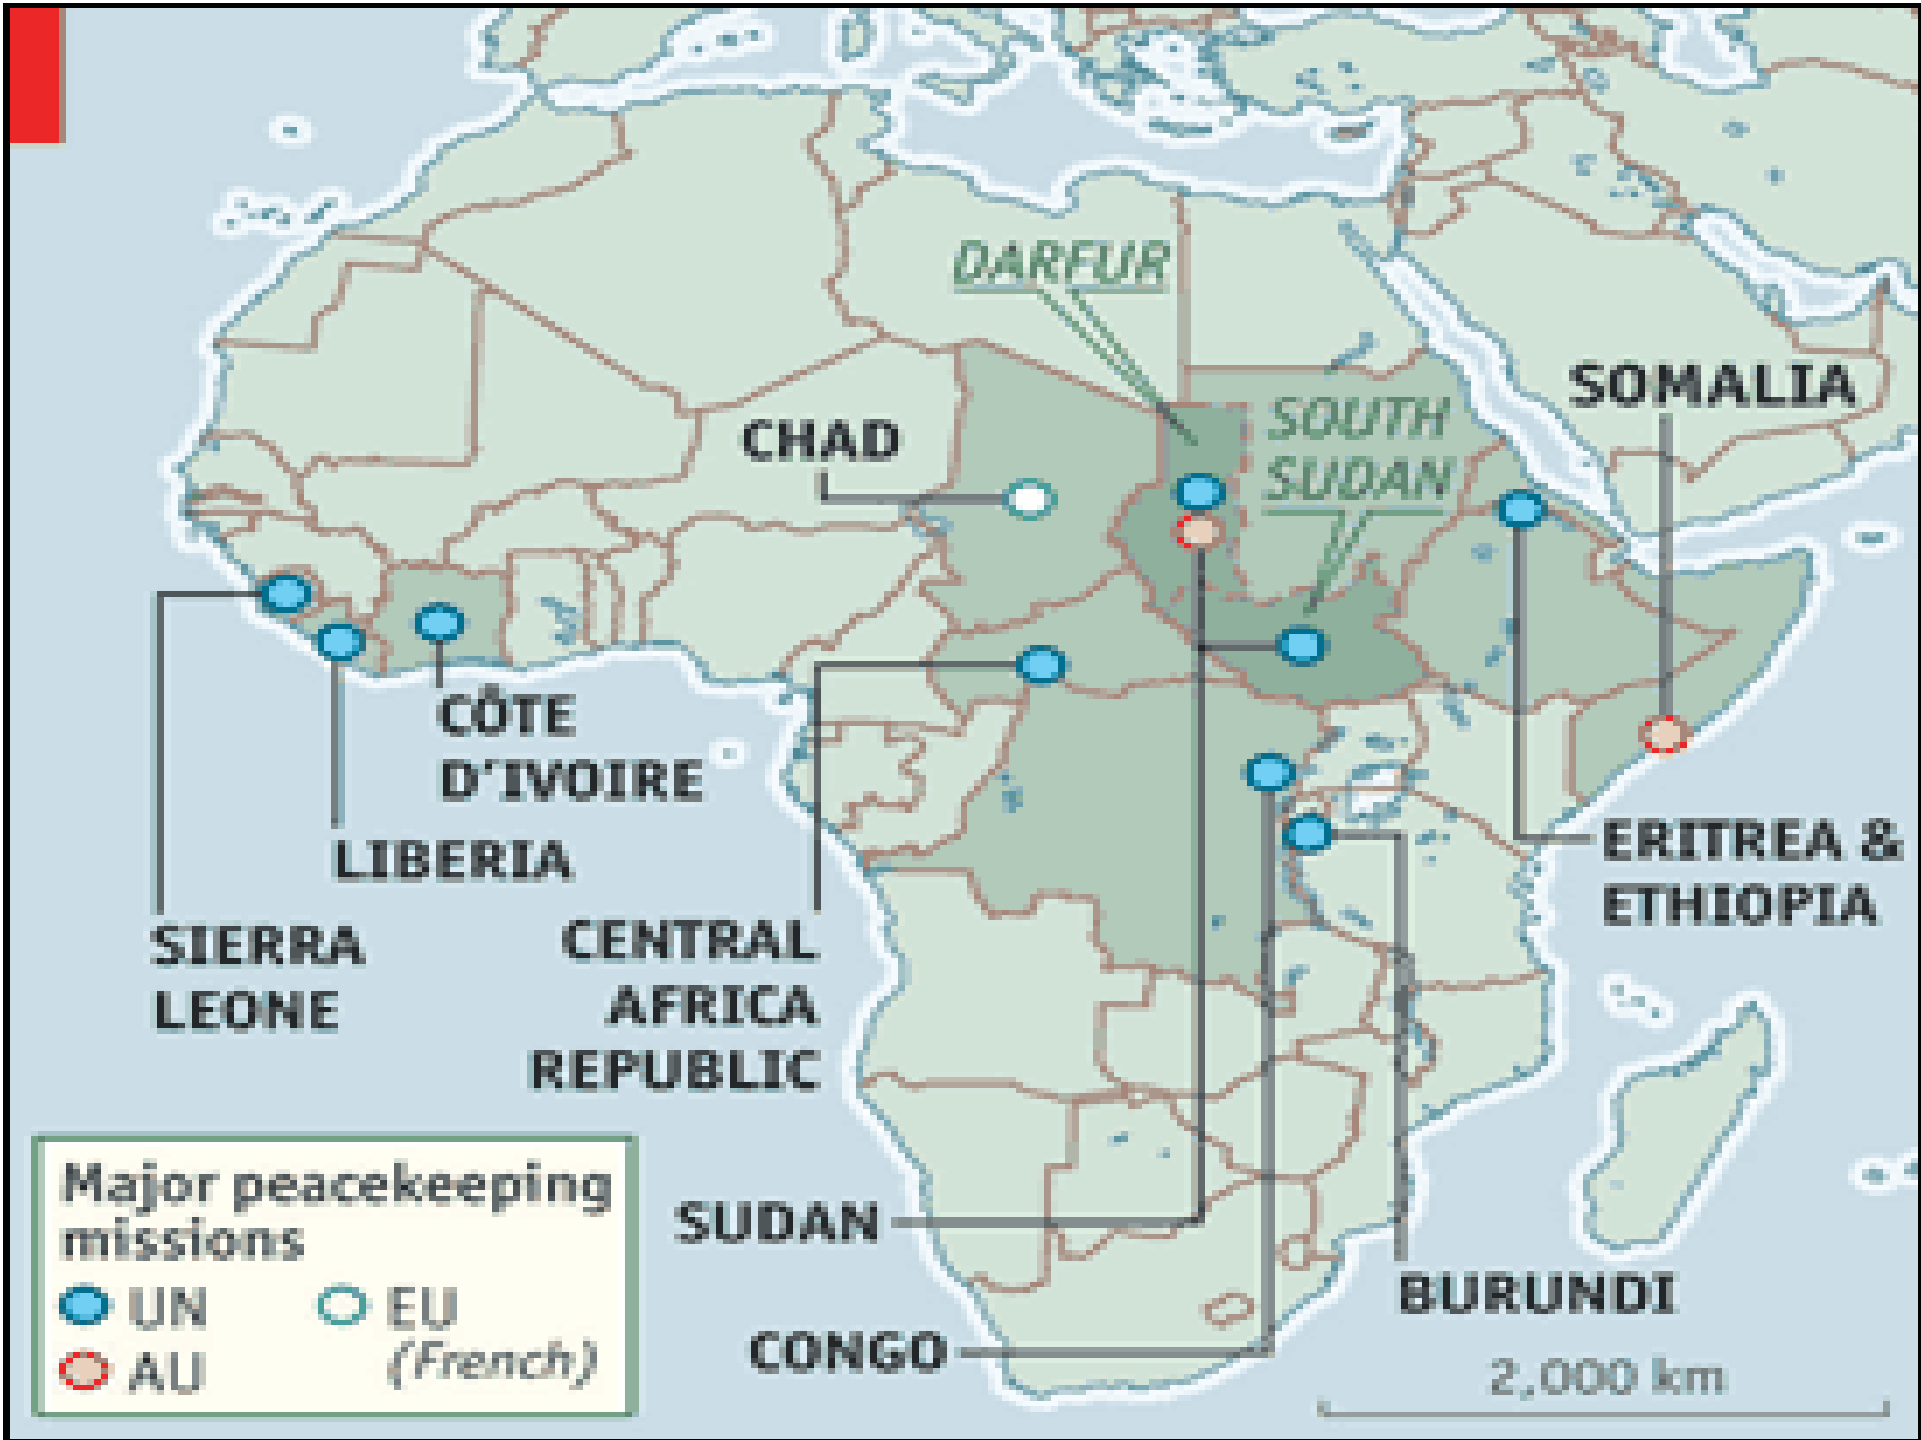 DARFUR
SOMALIA
SOUTH
SUDAN
CHAD
CÔTE
D'IVOIRE
LIBERIA
ERITREA &
ETHIOPIA
SIERRA
LEONE
CENTRAL
AFRICA
REPUBLIC
SUDAN
BURUNDI
CONGO
Major peacekeeping
missions
UN
EU
AU
(French)
2,000 km